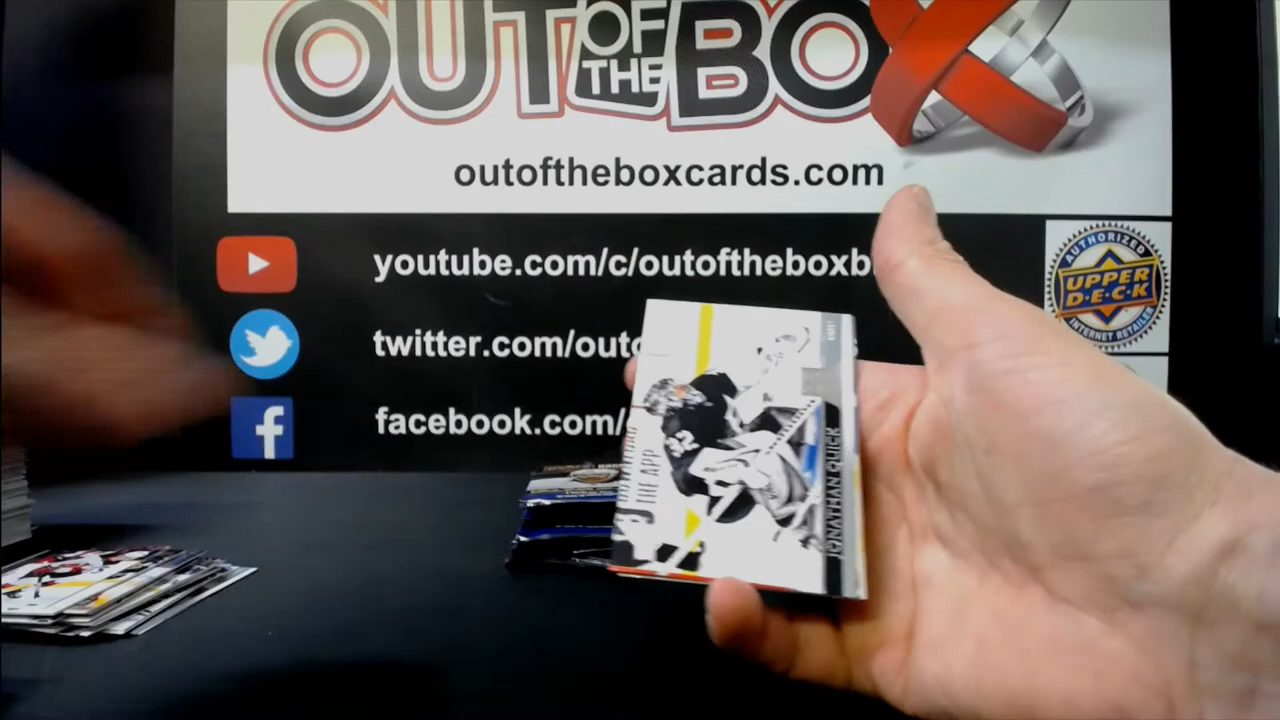 OUT OF THE BOX
outoftheboxcards.com
youtube.com/c/outoftheboxb
twitter.com/outo
facebook.com/
AUTHORIZED
UPPER
D·E·C·K
INTERNET RETAILER
THE APP
32
JONATHAN QUICK